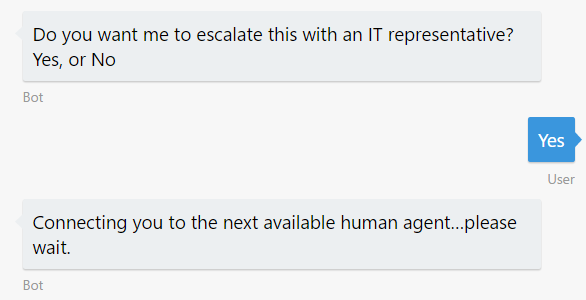 Do you want me to escalate this with an IT representative?
Yes, or No
Bot
Yes
User
Connecting you to the next available human agent...please
wait.
Bot